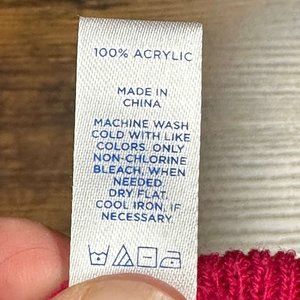 100% ACRYLIC
MADE IN
CHINA
MACHINE WASH
COLD WITH LIKE
COLORS. ONLY
NON-CHLORINE
BLEACH, WHEN
NEEDED
DRY FLAT.
COOL IRON, IF
NECESSARY